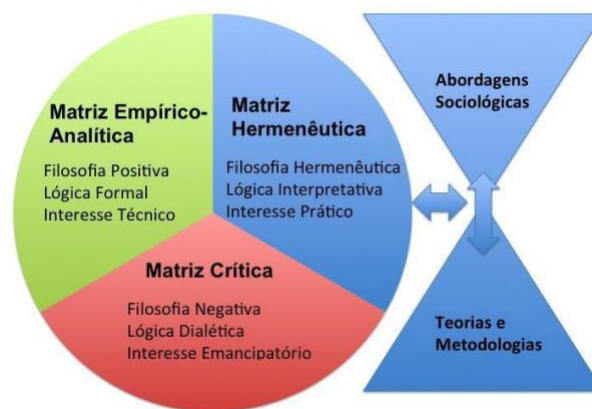 Matriz Empírico-
Analítica
Filosofia Positiva
Lógica Formal
Interesse Técnico
Matriz
Hermenêutica
Filosofia Hermenêutica
Lógica Interpretativa
Interesse Prático
Matriz Crítica
Filosofia Negativa
Lógica Dialética
Interesse Emancipatório
Abordagens
Sociológicas
Teorias e
Metodologias